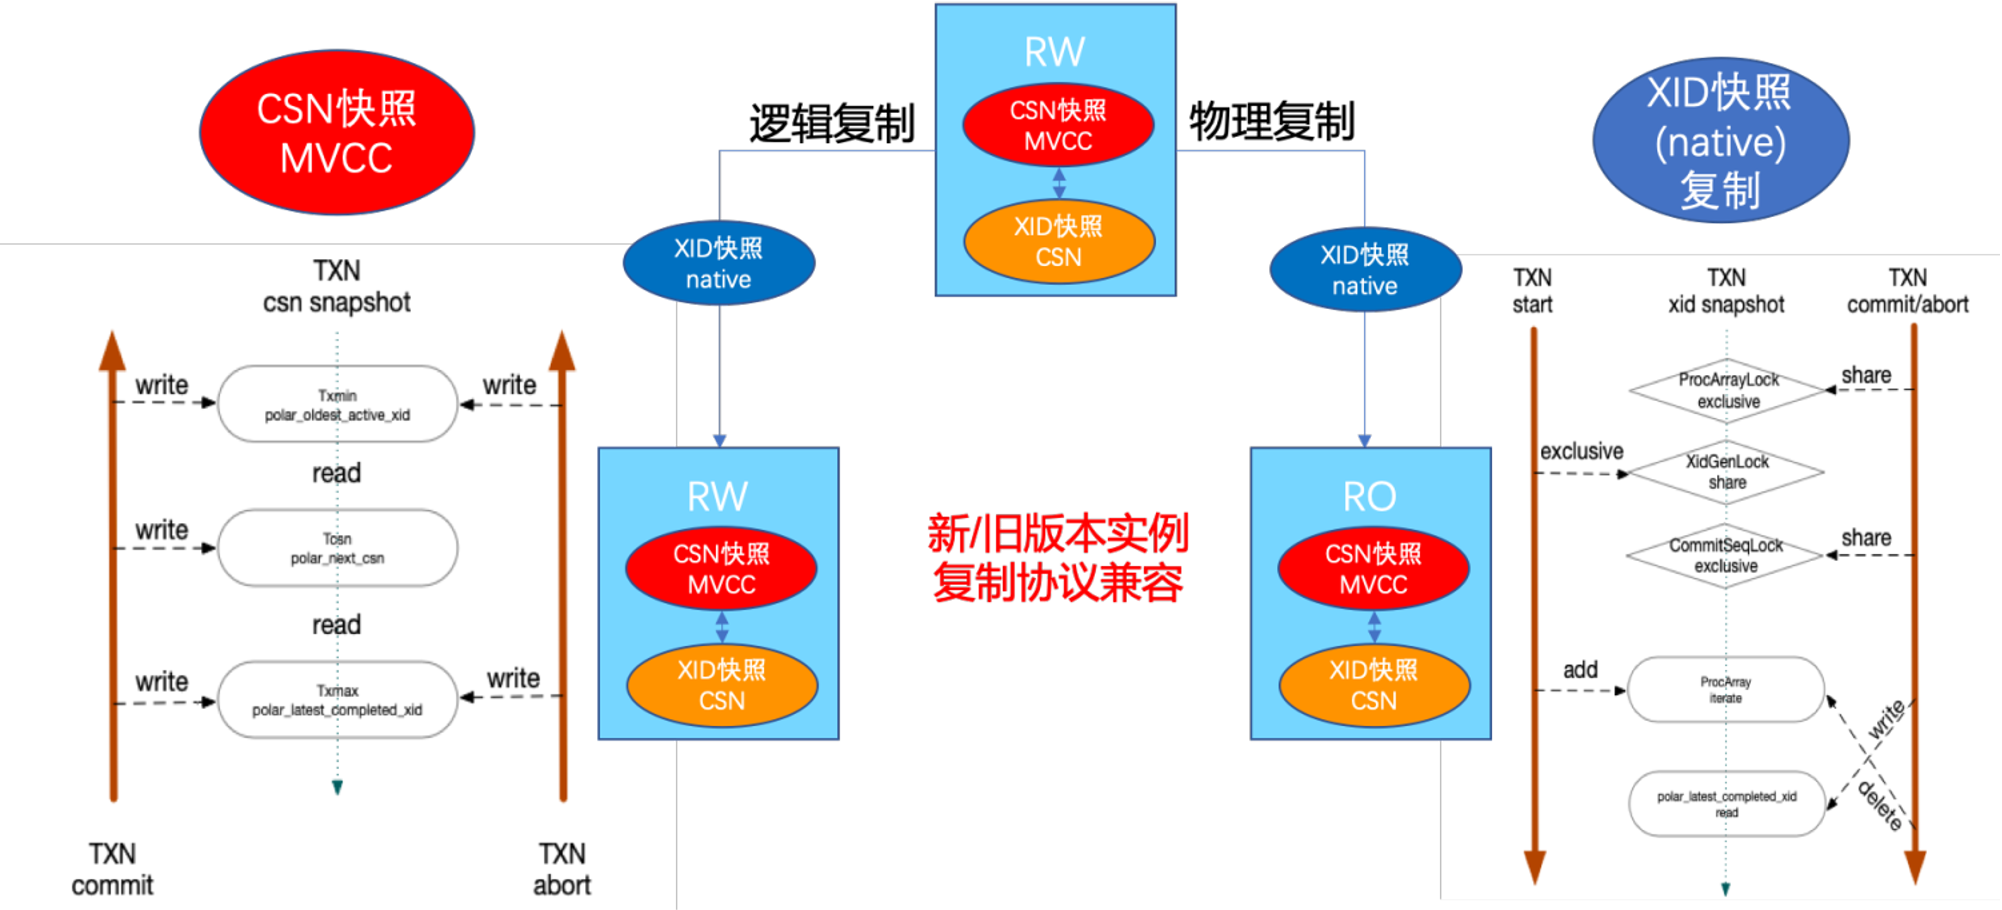 CSN快照
MVCC
TXN
csn snapshot
write
Txmin
polar_oldest_active_xid
write
read
write
Tcsn
polar_next_csn
read
write
Txmax
polar_latest_completed_xid
write
TXN
commit
TXN
abort
逻辑复制
RW
CSN快照
MVCC
XID快照
CSN
物理复制
XID快照
native
XID快照
native
RW
CSN快照
MVCC
XID快照
CSN
新/旧版本实例
复制协议兼容
RO
CSN快照
MVCC
XID快照
CSN
XID快照
(native)
复制
TXN
start
TXN
xid snapshot
TXN
commit/abort
ProcArrayLock
exclusive
share
exclusive
XidGenLock
share
CommitSeqLock
exclusive
share
add
ProcArray
iterate
write
polar_latest_completed_xid
read
delete